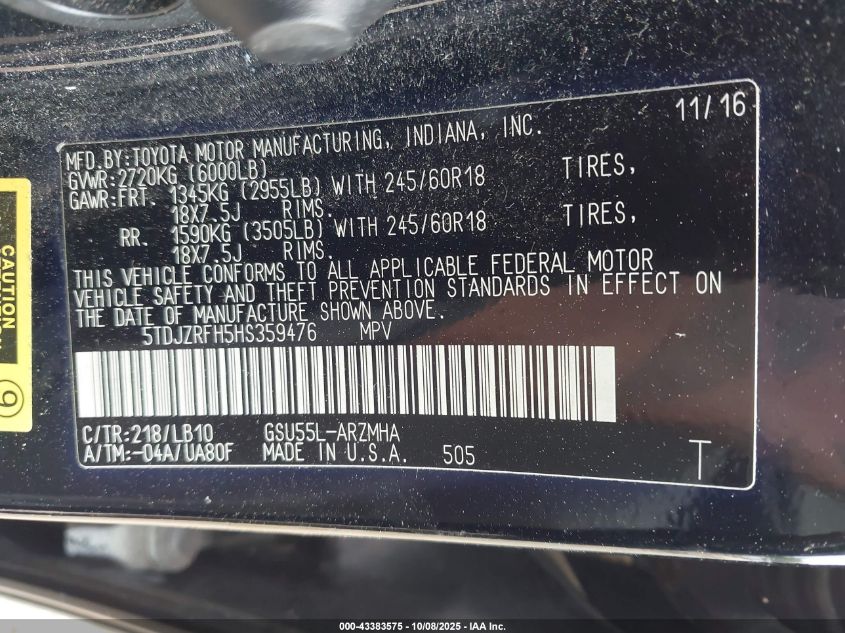 11/16
MFD.BY:TOYOTA MOTOR MANUFACTURING, INDIANA, INC.
GVWR:2720KG (6000LB)
GAWR:FRT. 1345KG (2955LB) WITH 245/60R18 TIRES,
18X7.5J RIMS.
RR. 1590KG (3505LB) WITH 245/60R18 TIRES,
18X7.5J RIMS.
THIS VEHICLE CONFORMS TO ALL APPLICABLE FEDERAL MOTOR
VEHICLE SAFETY AND THEFT PREVENTION STANDARDS IN EFFECT ON
THE DATE OF MANUFACTURE SHOWN ABOVE.
5TDJZRFH5HS359476 MPV
C/TR:218/LB10 GSU55L-ARZMHA
A/TM:-04A/UA80F MADE IN U.S.A. 505 T
CAUTION
9
000-43383575 - 10/08/2025 - IAA Inc.